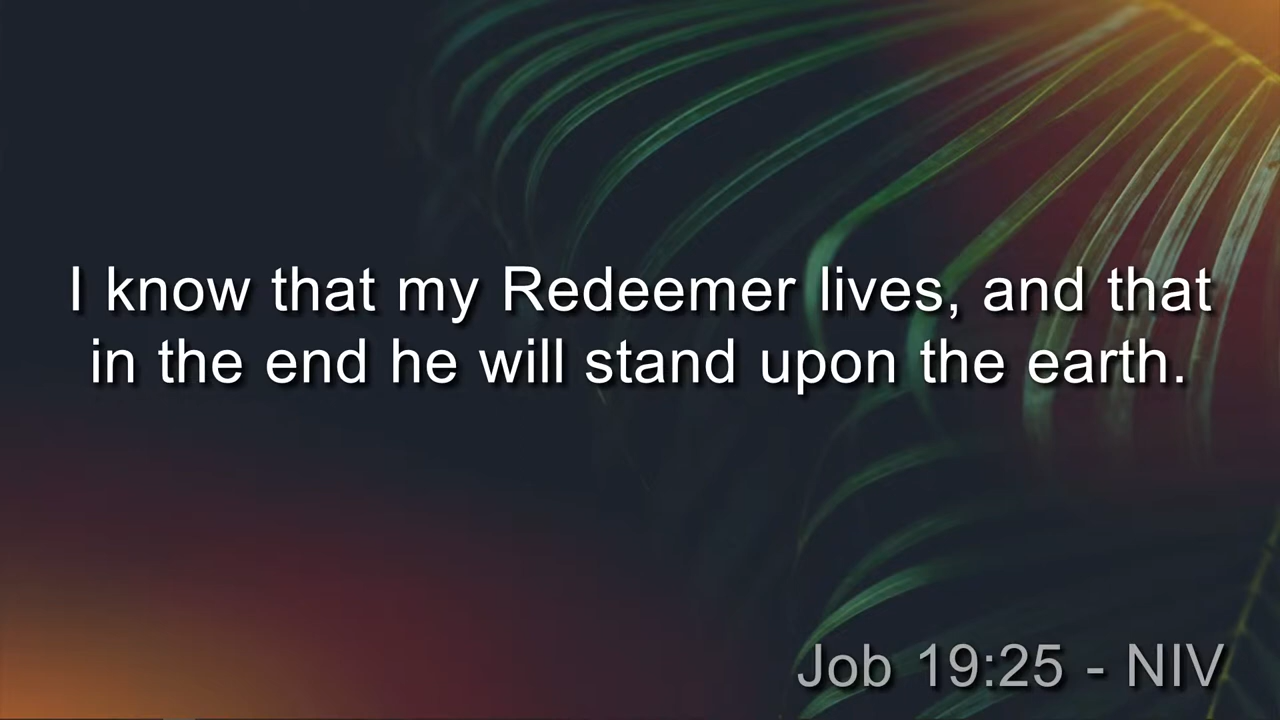 I know that my Redeemer lives, and that
in the end he will stand upon the earth.
Job 19:25 - NIV